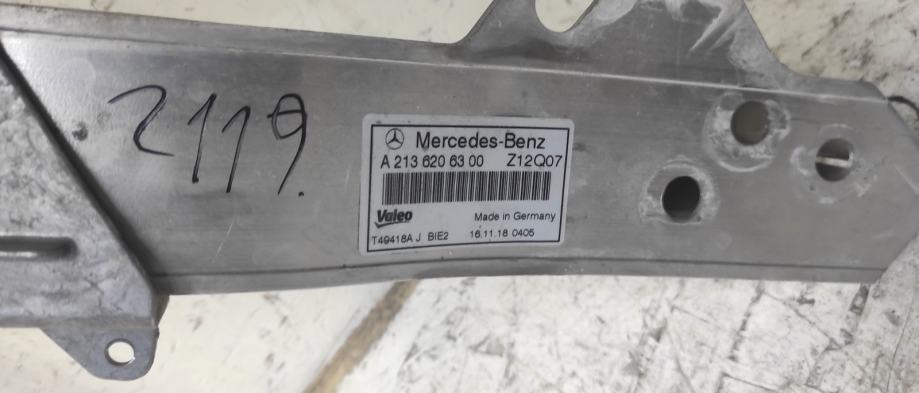 2119.
Mercedes-Benz
A 213 620 63 00 Z12Q07
Valeo Made in Germany
T49418A J BIE2 16.11.18 0405